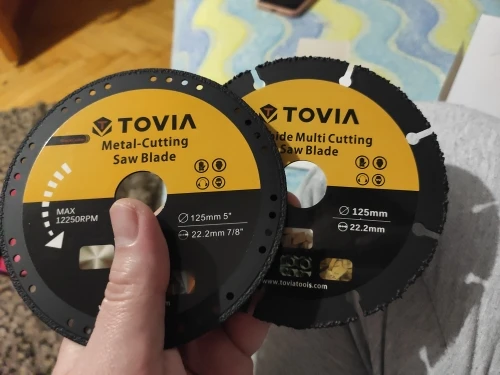 TOVIA
Metal-Cutting
Saw Blade
MAX
12250RPM
125mm 5"
22.2mm 7/8"
TOVIA
Multi Cutting
Saw Blade
125mm
22.2mm
www.toviatools.com